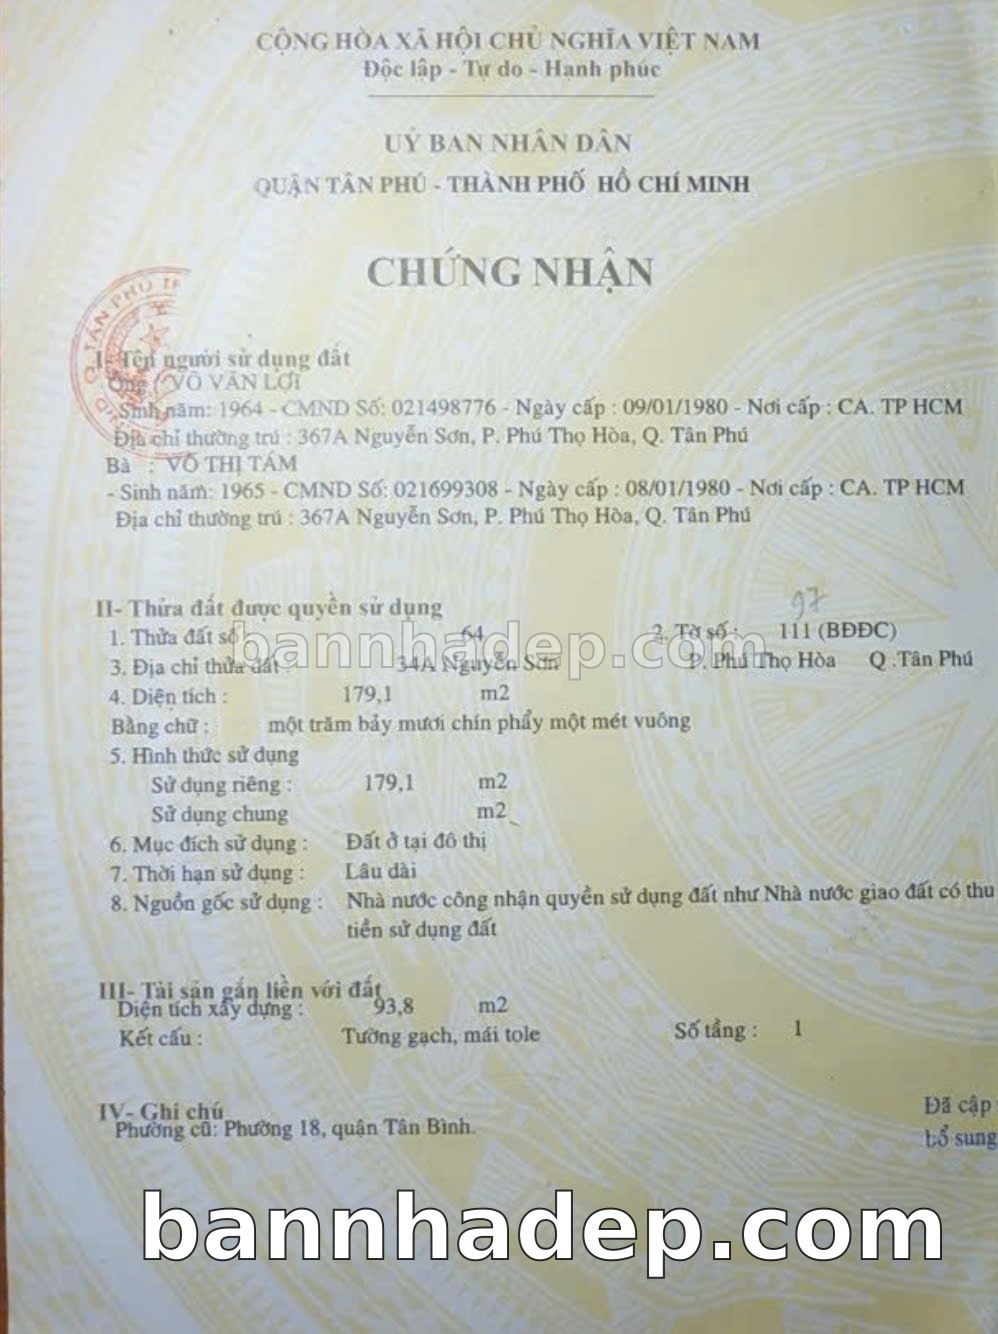 CỘNG HÒA XÃ HỘI CHỦ NGHĨA VIỆT NAM
Độc lập - Tự do - Hạnh phúc
UỶ BAN NHÂN DÂN
QUẬN TÂN PHÚ - THÀNH PHỐ HỒ CHÍ MINH
CHỨNG NHẬN
Q. TÂN PHÚ TP
I- Tên người sử dụng đất
Ông : VÕ VĂN LỢI
- Sinh năm: 1964 - CMND Số: 021498776 - Ngày cấp : 09/01/1980 - Nơi cấp : CA. TP HCM
Địa chỉ thường trú : 367A Nguyễn Sơn, P. Phú Thọ Hòa, Q. Tân Phú
Bà : VÕ THỊ TÁM
- Sinh năm: 1965 - CMND Số: 021699308 - Ngày cấp : 08/01/1980 - Nơi cấp : CA. TP HCM
Địa chỉ thường trú : 367A Nguyễn Sơn, P. Phú Thọ Hòa, Q. Tân Phú
II- Thửa đất được quyền sử dụng
97
1. Thửa đất số 64 2. Tờ số : 111 (BĐĐC)
bannhadep.com
3. Địa chỉ thửa đất : 34A Nguyễn Sơn P. Phú Thọ Hòa Q .Tân Phú
4. Diện tích : 179,1 m2
Bằng chữ : một trăm bảy mươi chín phẩy một mét vuông
5. Hình thức sử dụng
Sử dụng riêng : 179,1 m2
Sử dụng chung m2
6. Mục đích sử dụng : Đất ở tại đô thị
7. Thời hạn sử dụng : Lâu dài
8. Nguồn gốc sử dụng : Nhà nước công nhận quyền sử dụng đất như Nhà nước giao đất có thu
tiền sử dụng đất
III- Tài sản gắn liền với đất
Diện tích xây dựng : 93,8 m2
Kết cấu : Tường gạch, mái tole Số tầng : 1
IV- Ghi chú
Phường cũ: Phường 18, quận Tân Bình.
Đã cập
bổ sung
bannhadep.com